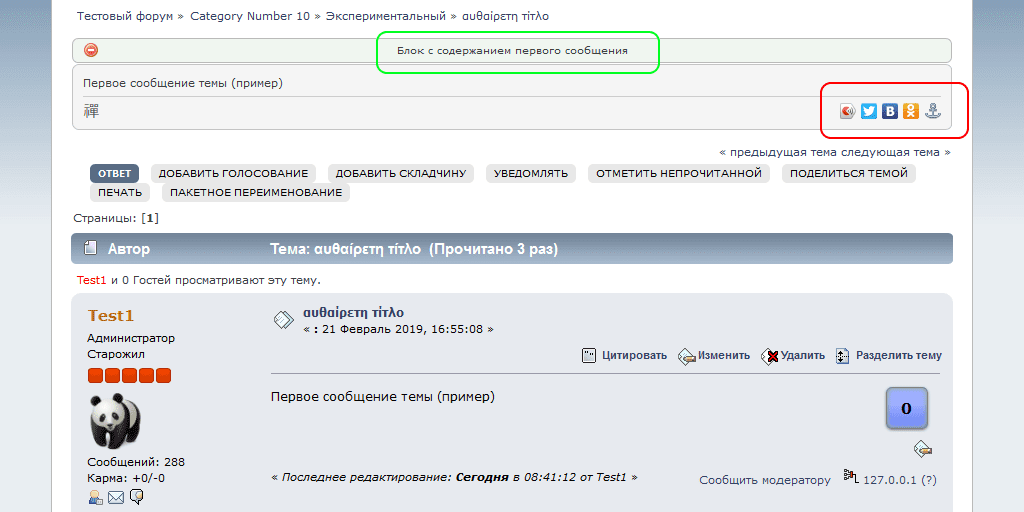 Тестовый форум » Category Number 10 » Экспериментальный » αυθαίρετη τίτλο
Блок с содержанием первого сообщения
Первое сообщение темы (пример)
禪
В
« предыдущая тема следующая тема »
ОТВЕТ ДОБАВИТЬ ГОЛОСОВАНИЕ ДОБАВИТЬ СКЛАДЧИНУ УВЕДОМЛЯТЬ ОТМЕТИТЬ НЕПРОЧИТАННОЙ ПОДЕЛИТЬСЯ ТЕМОЙ
ПЕЧАТЬ ПАКЕТНОЕ ПЕРЕИМЕНОВАНИЕ
Страницы: [1]
Автор Тема: αυθαίρετη τίτλο (Прочитано 3 раз)
Test1 и 0 Гостей просматривают эту тему.
Test1
Администратор
Старожил
Сообщений: 288
Карма: +0/-0
αυθαίρετη τίτλο
« : 21 Февраль 2019, 16:55:08 »
Цитировать Изменить Удалить Разделить тему
Первое сообщение темы (пример)
0
« Последнее редактирование: Сегодня в 08:41:12 от Test1 »
Сообщить модератору 127.0.0.1 (?)